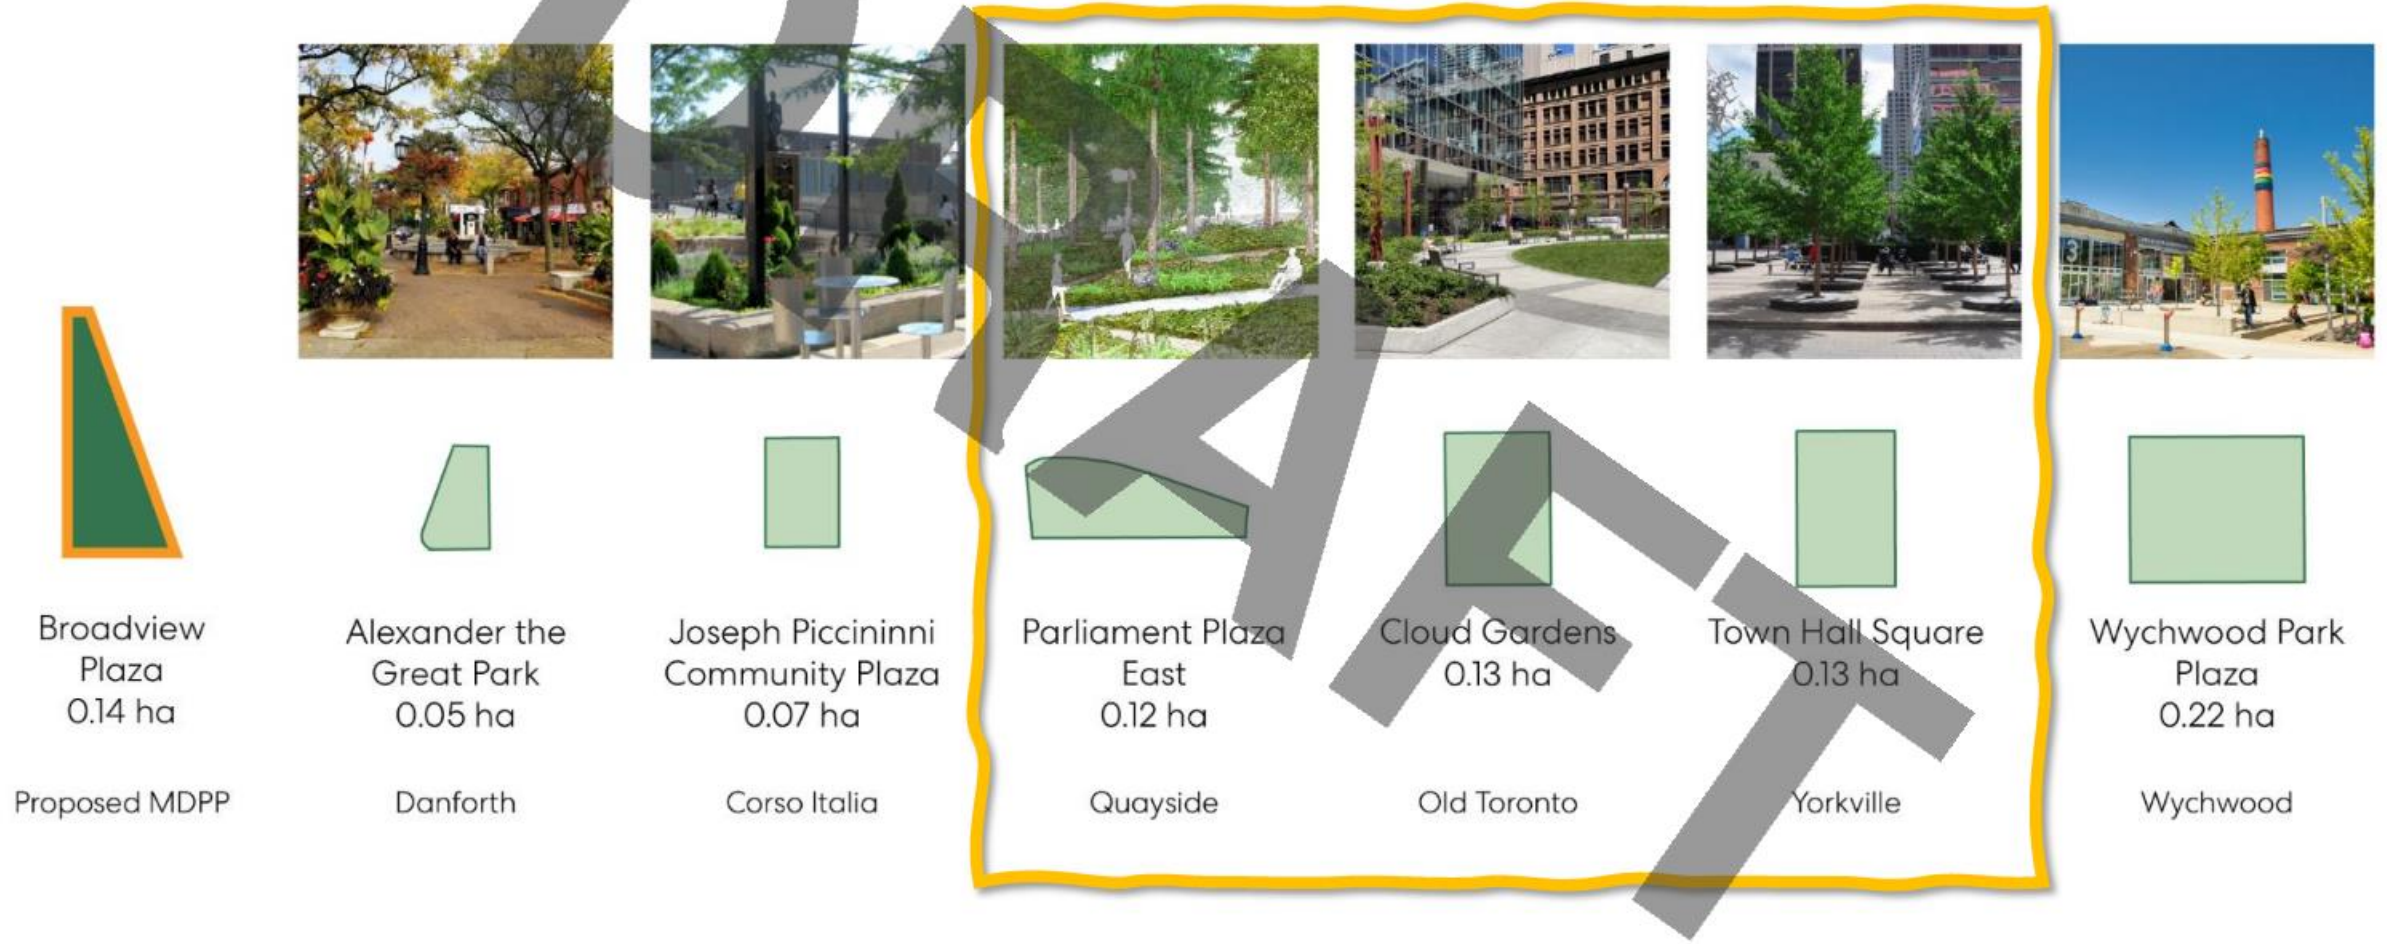 Broadview
Plaza
0.14 ha
Proposed MDPP
Alexander the
Great Park
0.05 ha
Danforth
Joseph Piccininni
Community Plaza
0.07 ha
Corso Italia
Parliament Plaza
East
0.12 ha
Quayside
Cloud Gardens
0.13 ha
Old Toronto
Town Hall Square
0.13 ha
Yorkville
Wychwood Park
Plaza
0.22 ha
Wychwood
DRAFT
3